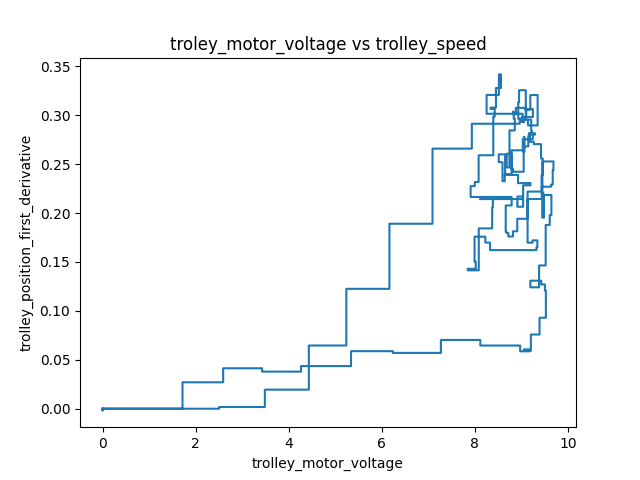 troley_motor_voltage vs trolley_speed
0.35
0.30
0.25
0.20
0.15
0.10
0.05
0.00
trolley_position_first_derivative
0 2 4 6 8 10
trolley_motor_voltage